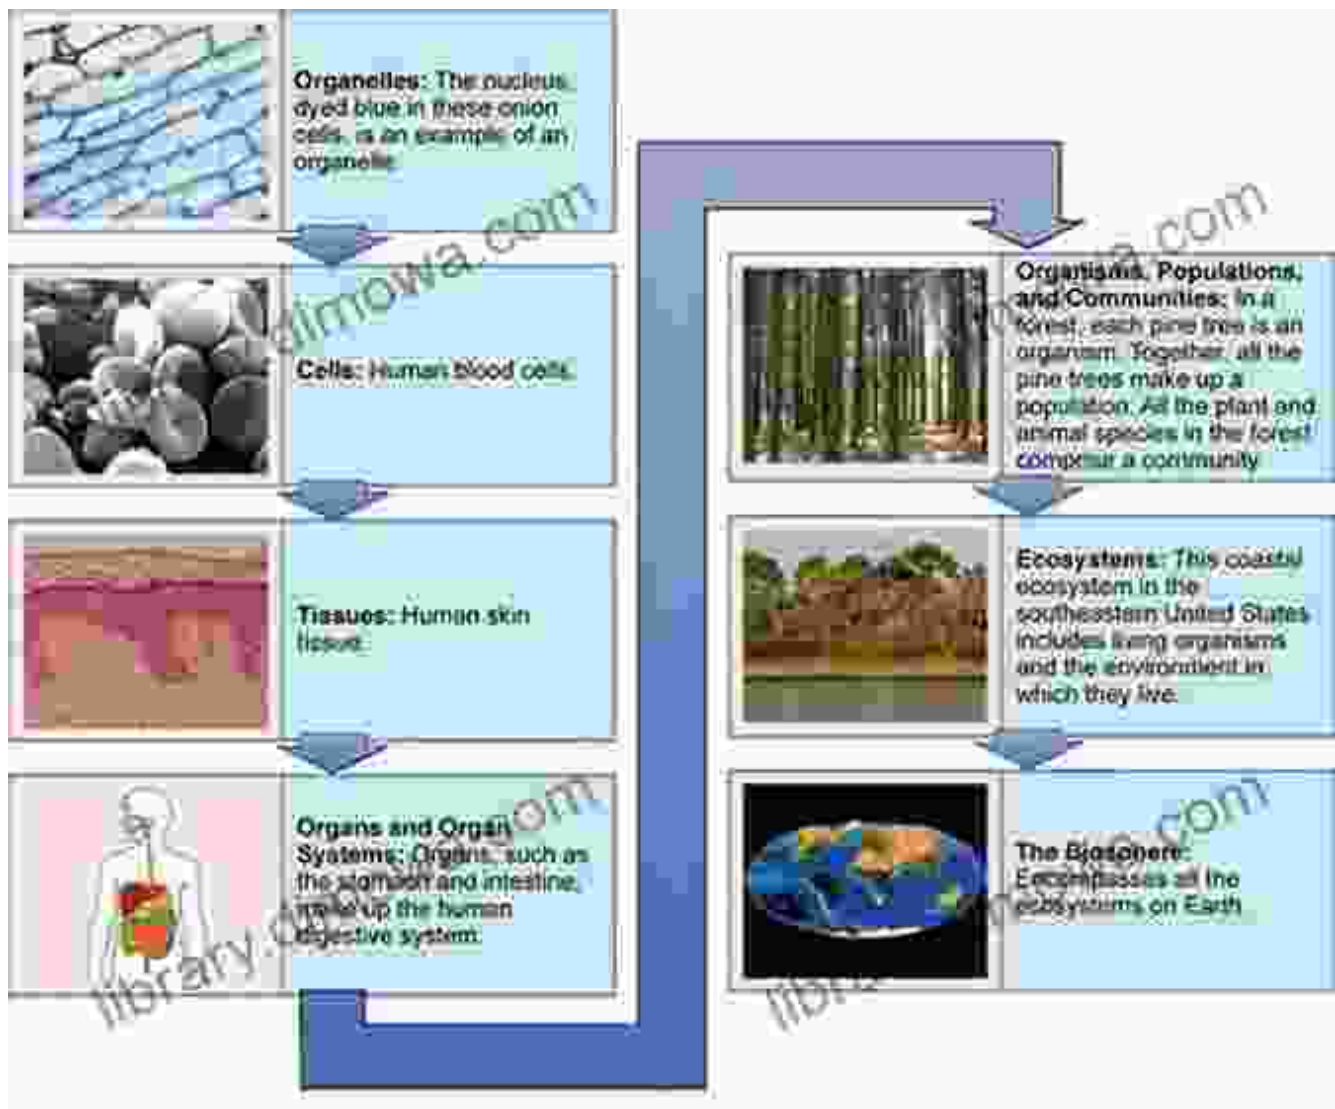 Organelles: The nucleus,
dyed blue in these onion
cells, is an example of an
organelle.
Cells: Human blood cells.
Tissues: Human skin
tissue.
Organs and Organ
Systems: Organs, such as
the stomach and intestine,
make up the human
digestive system.
Organisms, Populations,
and Communities: In a
forest, each pine tree is an
organism. Together, all the
pine trees make up a
population. All the plant and
animal species in the forest
a community
Ecosystems: This coastal
ecosystem in the
southeastern United States
includes living organisms
and the environment in
which they live.
The Biosphere:
Encompasses all the
ecosystems on Earth